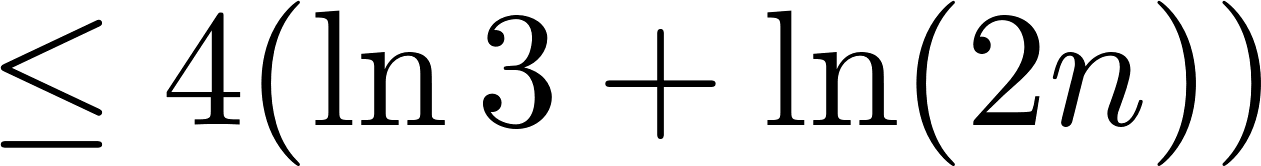 ≤ 4(ln 3 + ln(2n))